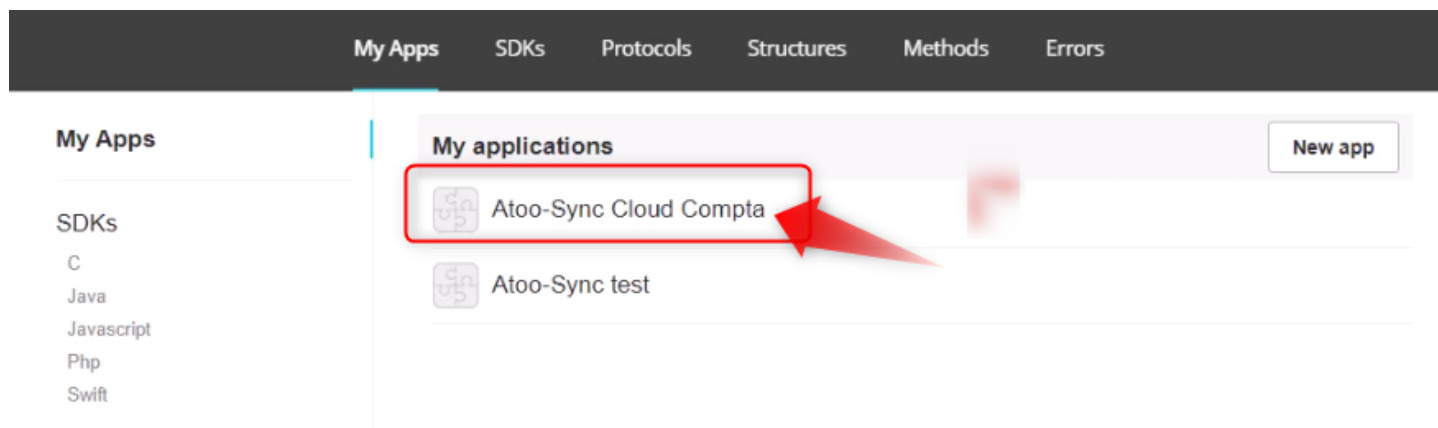 My Apps SDKs Protocols Structures Methods Errors
My Apps
SDKs
C
Java
Javascript
Php
Swift
My applications New app
Atoo-Sync Cloud Compta
Atoo-Sync test